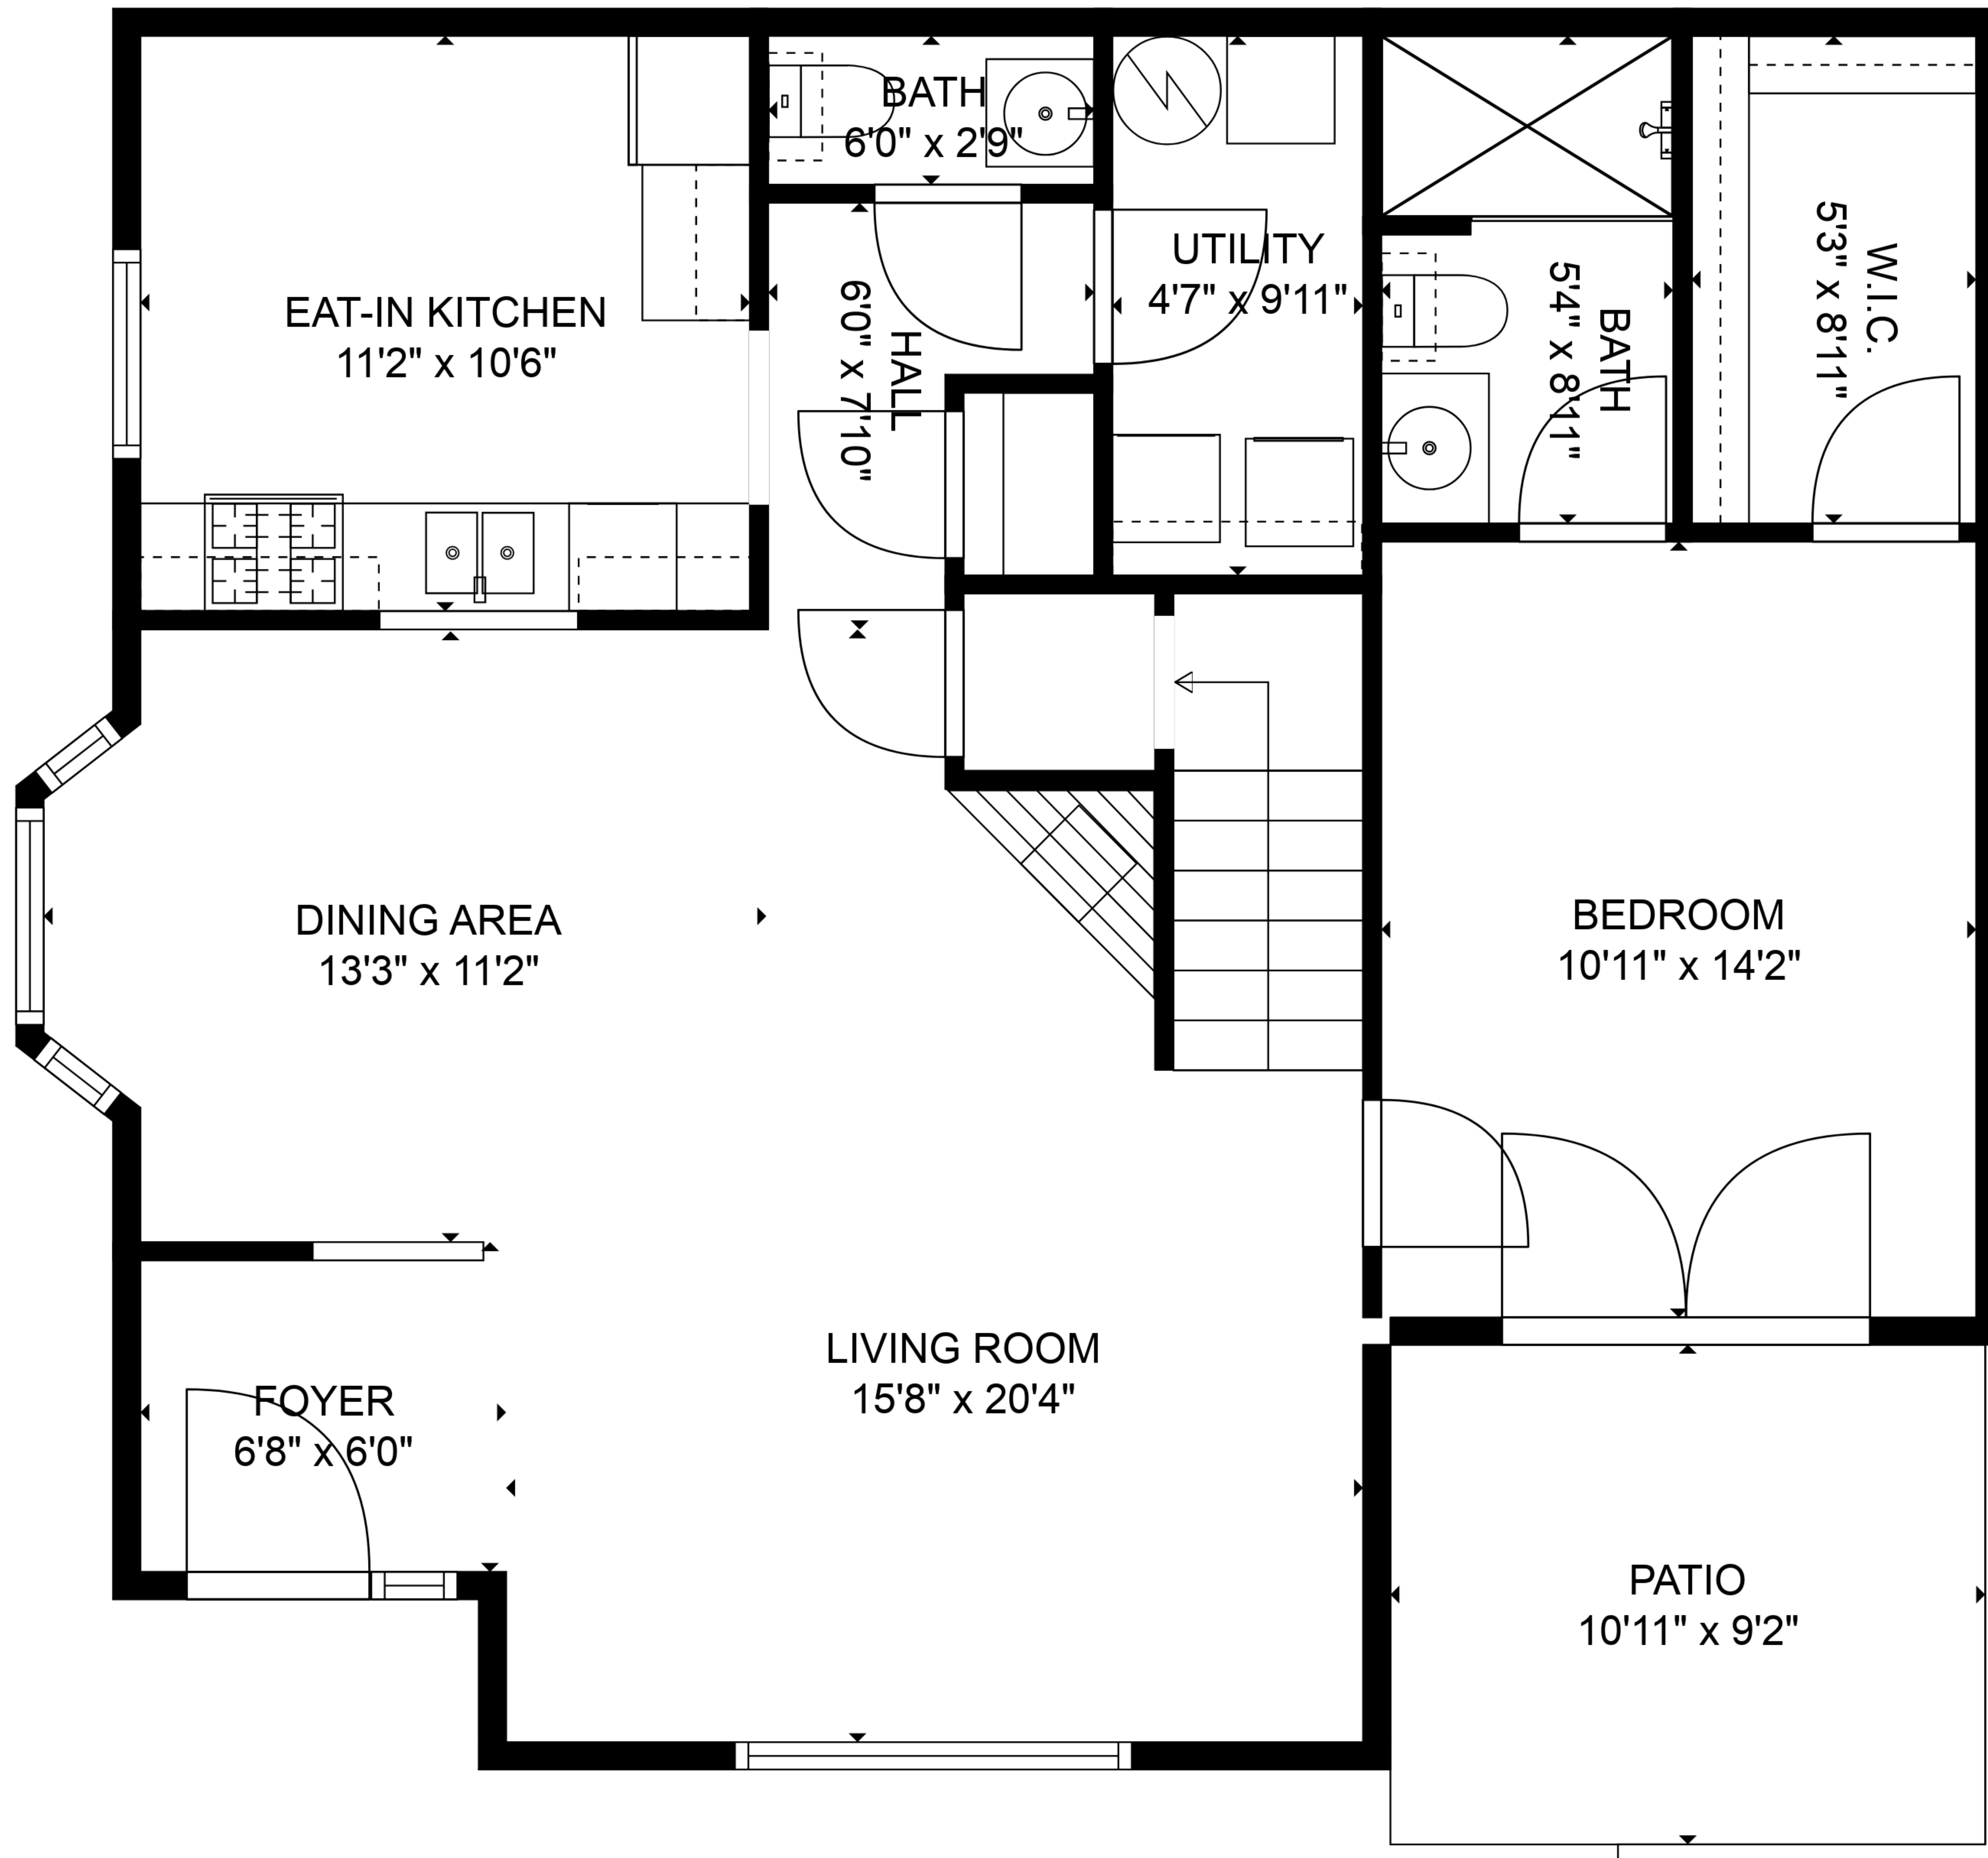 BATH
6'0" x 2'9"
UTILITY
4'7" x 9'11"
EAT-IN KITCHEN
11'2" x 10'6"
HALL
6'0" x 7'10"
BATH
5'4" x 8'11"
W.I.C.
5'3" x 8'11"
DINING AREA
13'3" x 11'2"
BEDROOM
10'11" x 14'2"
LIVING ROOM
15'8" x 20'4"
FOYER
6'8" x 6'0"
PATIO
10'11" x 9'2"